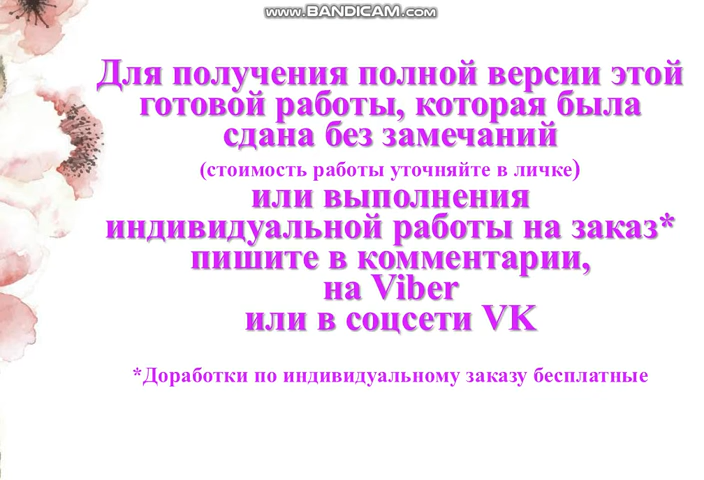 www.BANDICAM.com
Для получения полной версии этой
готовой работы, которая была
сдана без замечаний
(стоимость работы уточняйте в личке)
или выполнения
индивидуальной работы на заказ*
пишите в комментарии,
на Viber
или в соцсети VK
*Доработки по индивидуальному заказу бесплатные